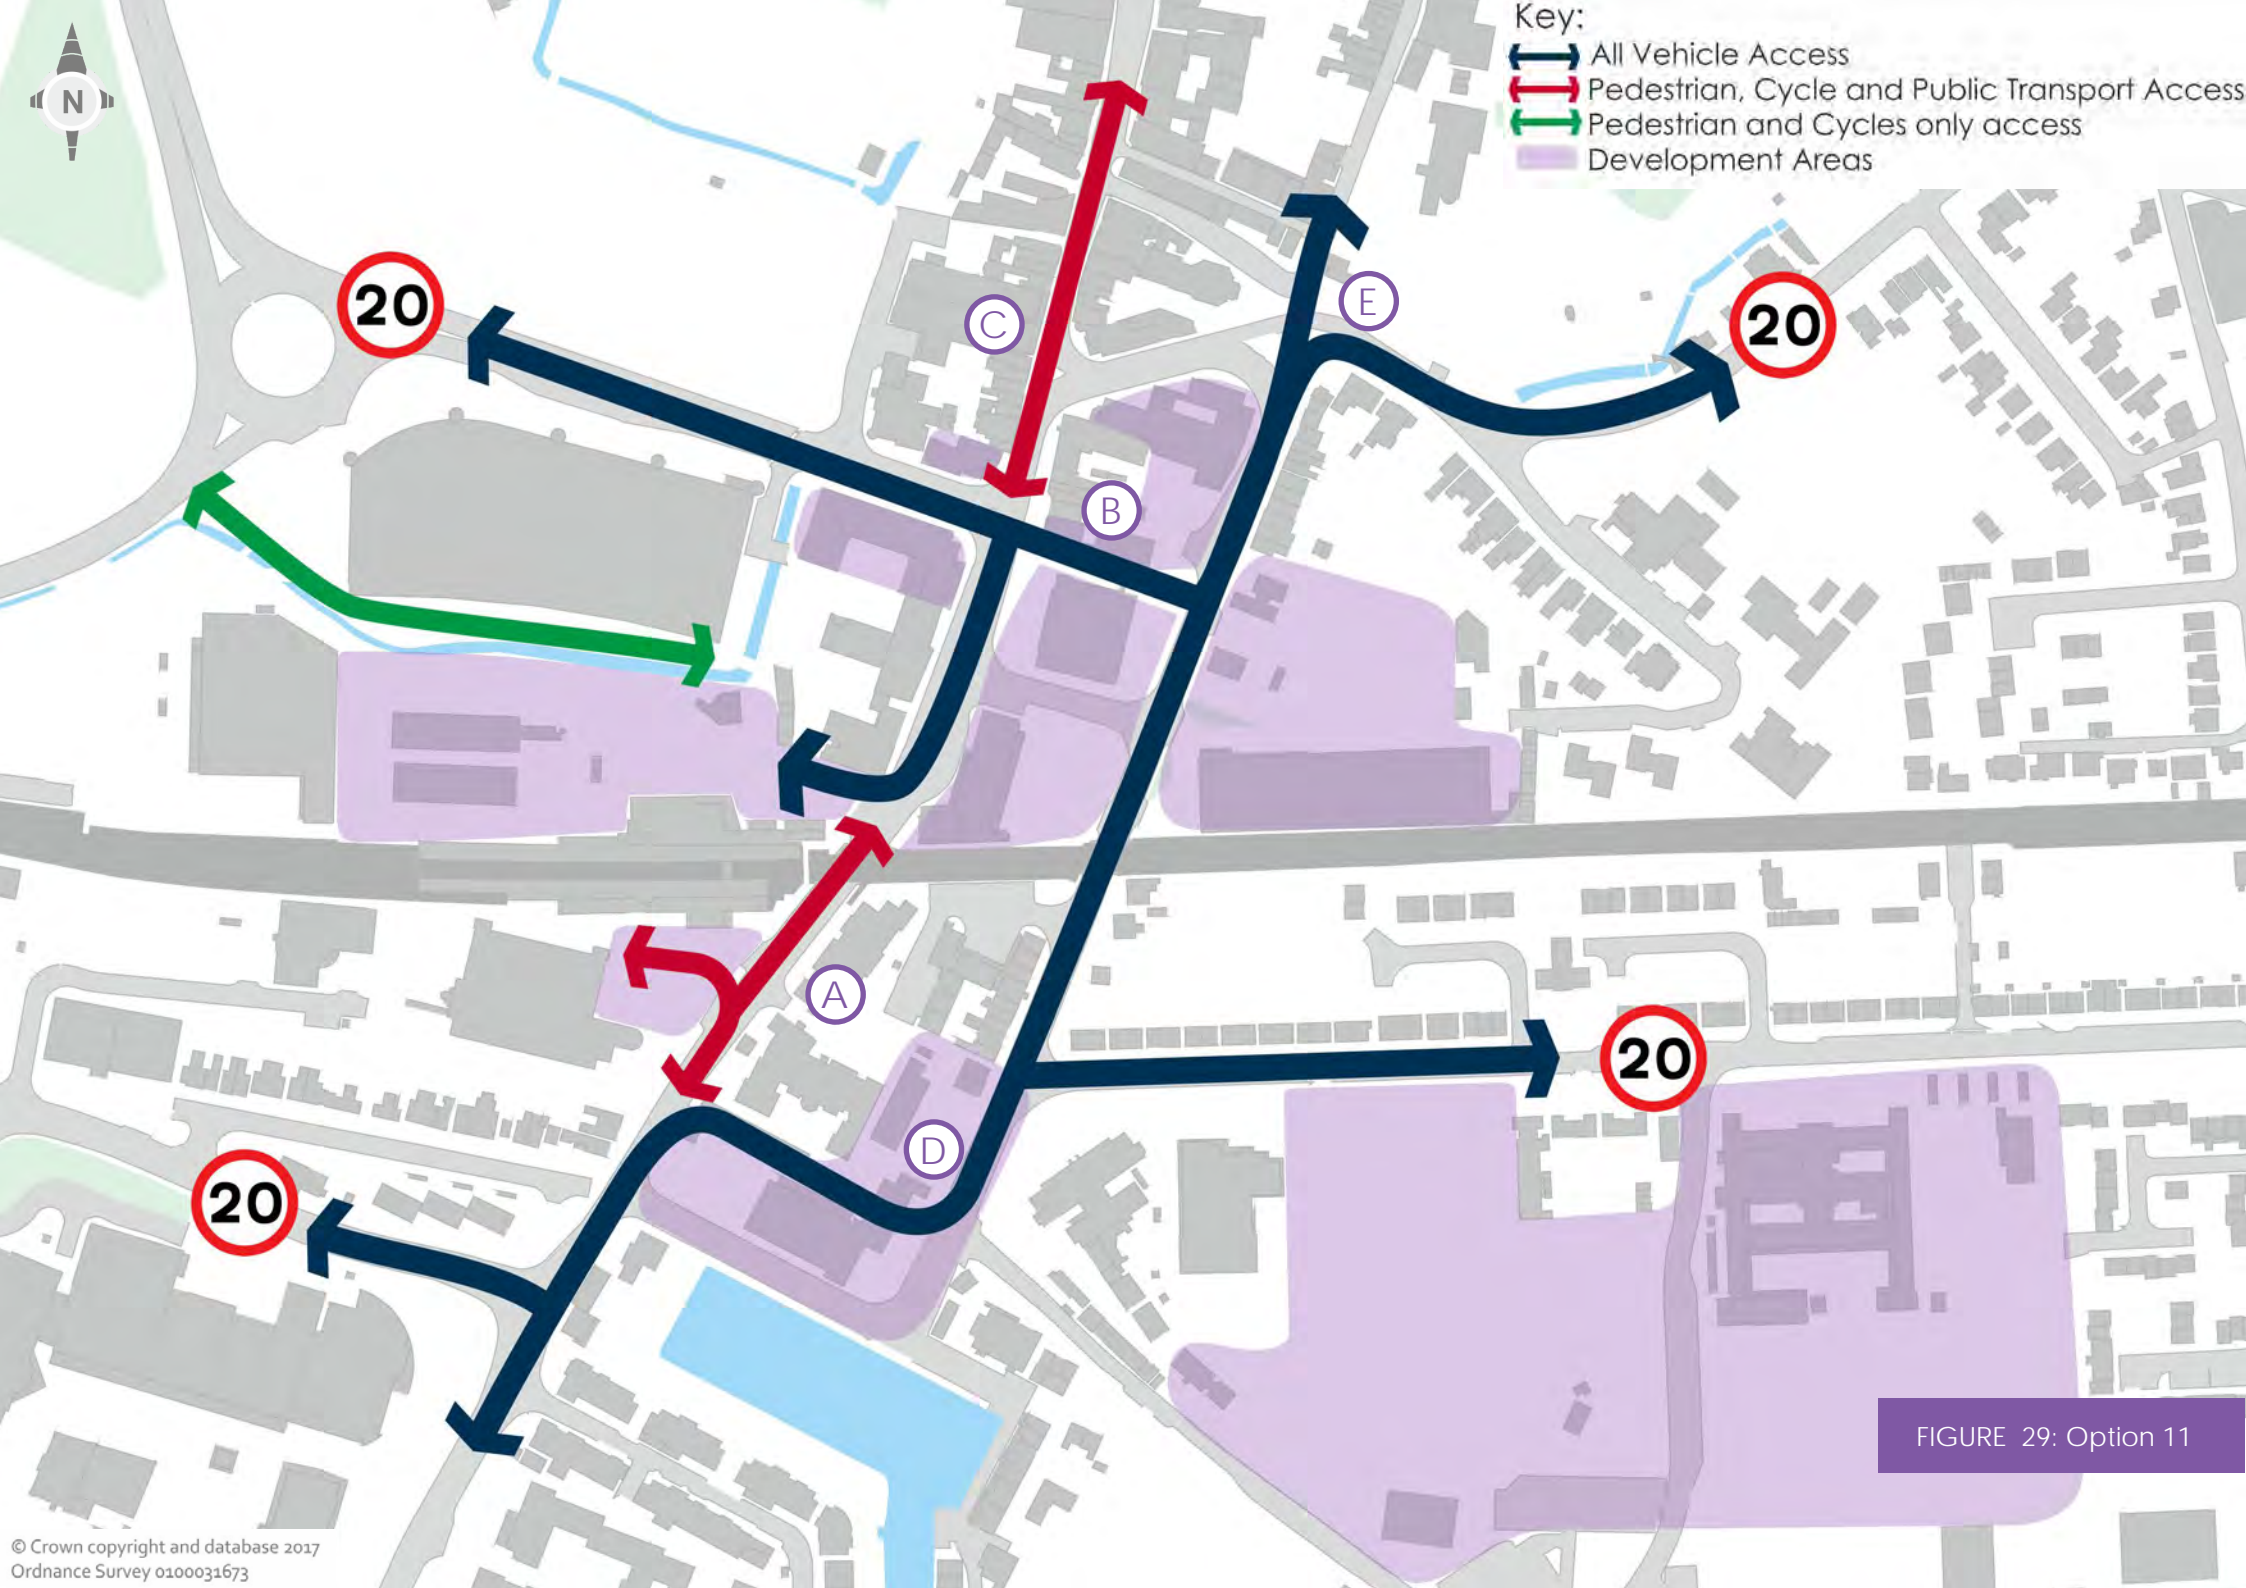 Key:
All Vehicle Access
Pedestrian, Cycle and Public Transport Access
Pedestrian and Cycles only access
Development Areas
N
20
20
E
C
B
A
20
D
20
FIGURE 29: Option 11
© Crown copyright and database 2017
Ordnance Survey 0100031673